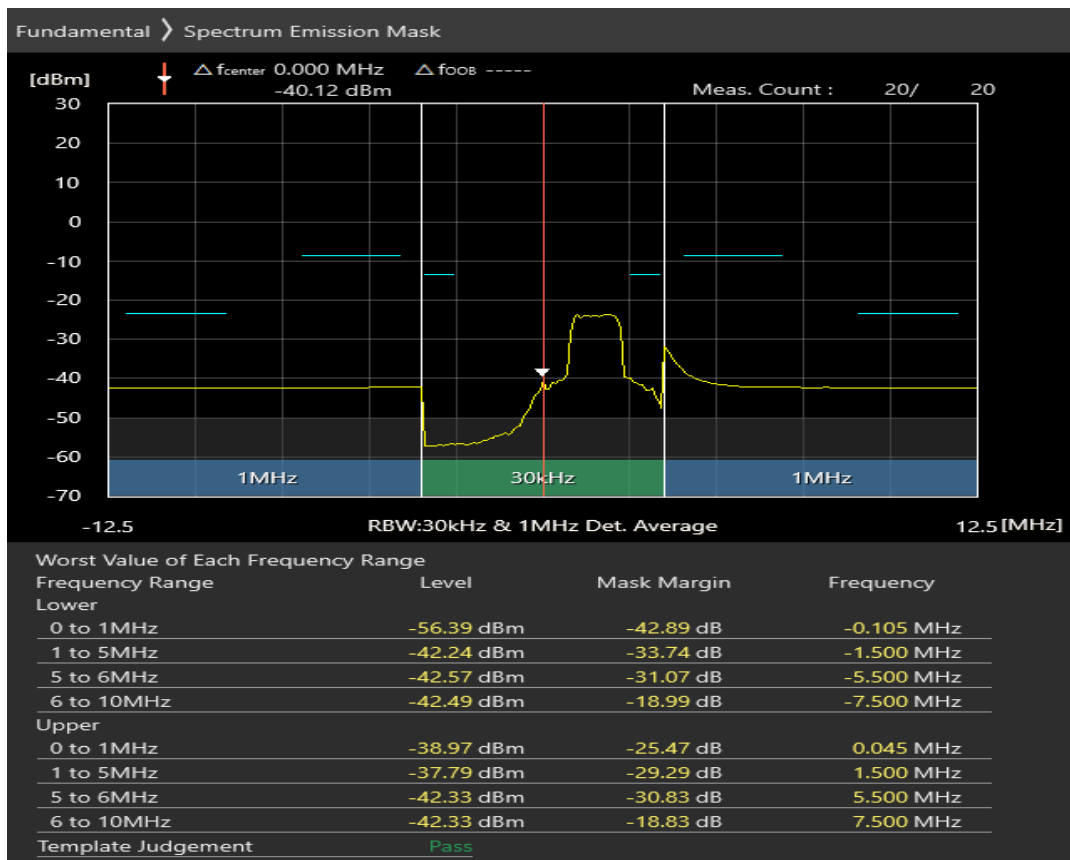 Fundamental ❯ Spectrum Emission Mask
[dBm] △ fcenter 0.000 MHz △ fOOB -----
-40.12 dBm Meas. Count : 20/ 20
30
20
10
0
-10
-20
-30
-40
-50
-60
1MHz 30kHz 1MHz
-70
-12.5 RBW:30kHz & 1MHz Det. Average 12.5 [MHz]
Worst Value of Each Frequency Range
Frequency Range Level Mask Margin Frequency
Lower
0 to 1MHz -56.39 dBm -42.89 dB -0.105 MHz
1 to 5MHz -42.24 dBm -33.74 dB -1.500 MHz
5 to 6MHz -42.57 dBm -31.07 dB -5.500 MHz
6 to 10MHz -42.49 dBm -18.99 dB -7.500 MHz
Upper
0 to 1MHz -38.97 dBm -25.47 dB 0.045 MHz
1 to 5MHz -37.79 dBm -29.29 dB 1.500 MHz
5 to 6MHz -42.33 dBm -30.83 dB 5.500 MHz
6 to 10MHz -42.33 dBm -18.83 dB 7.500 MHz
Template Judgement Pass